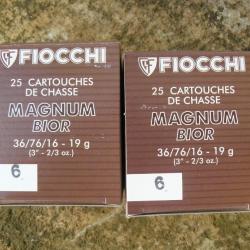 FIOCCHI
25 CARTOUCHES
DE CHASSE
MAGNUM
BIOR
36/76/16 - 19 g
(3" - 2/3 oz.)
6
FIOCCHI
25 CARTOUCHES
DE CHASSE
MAGNUM
BIOR
36/76/16 - 19 g
(3" - 2/3 oz.)
6